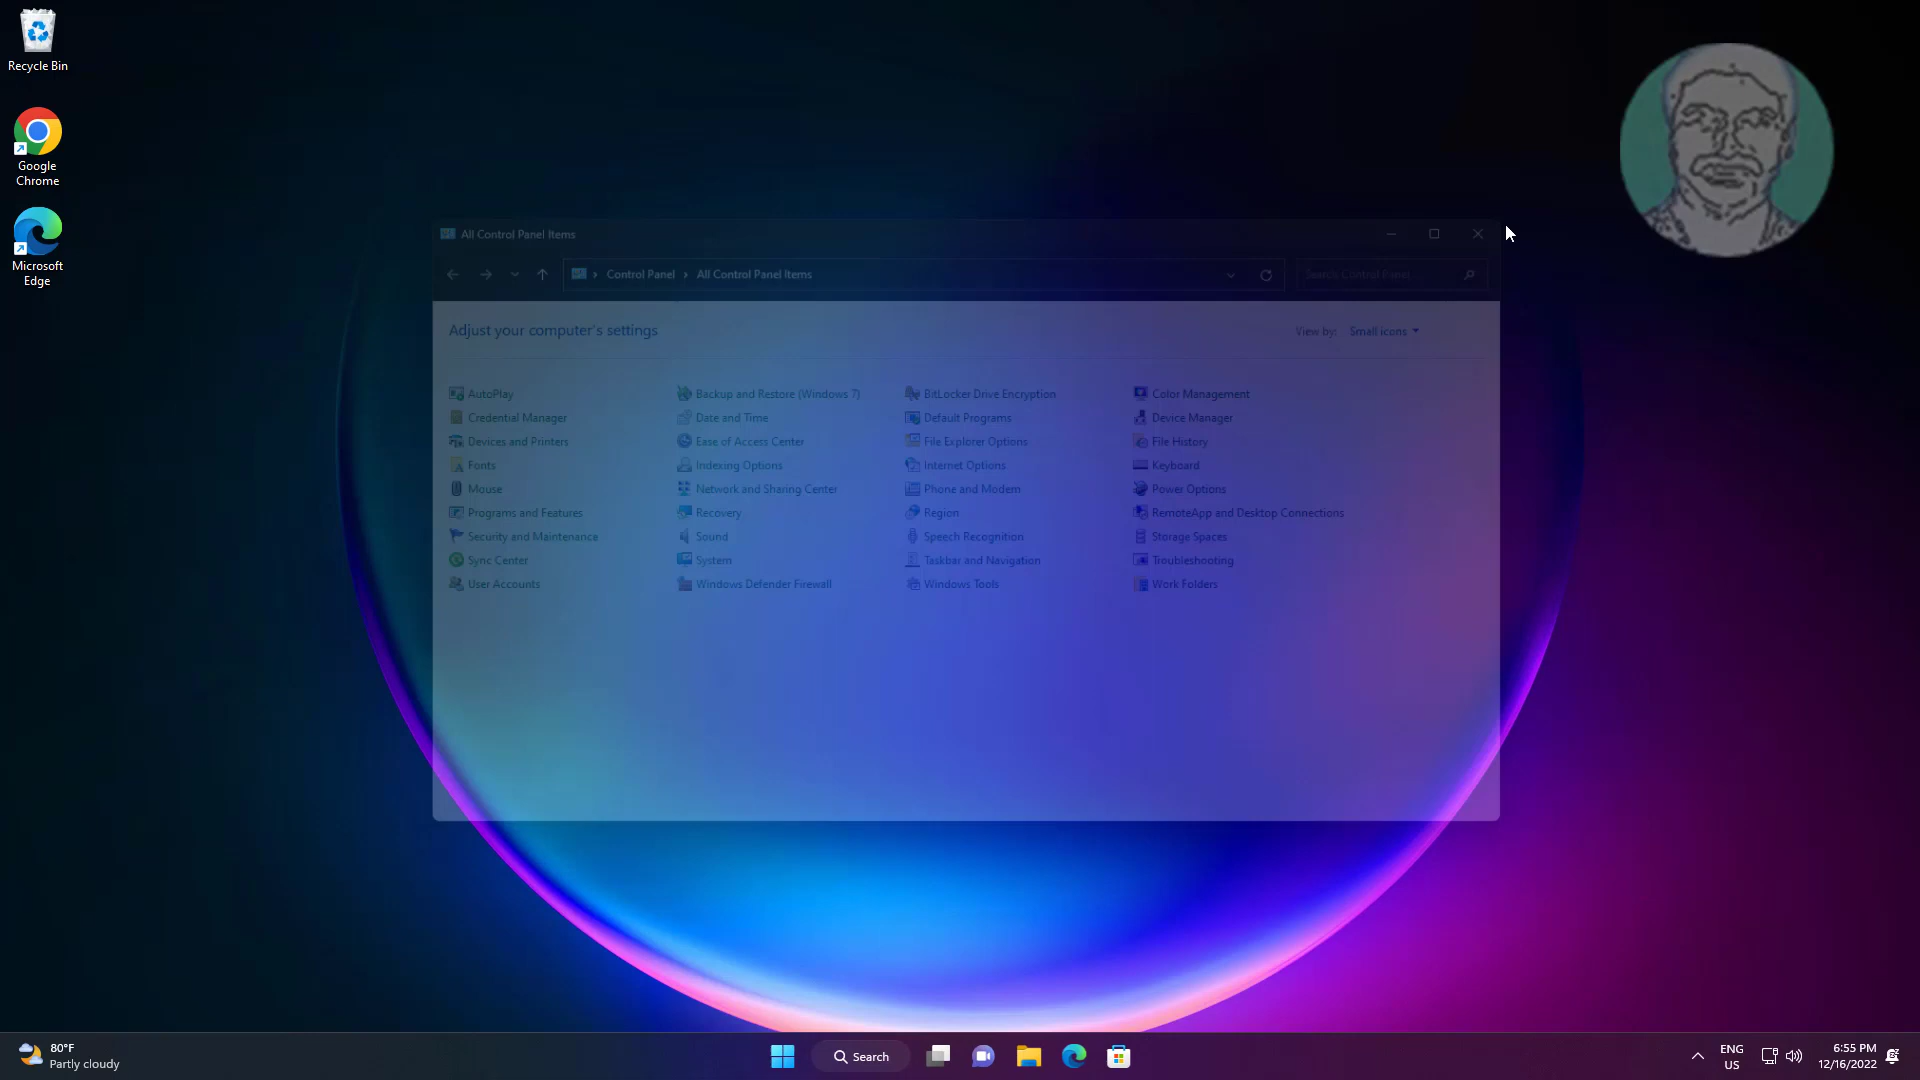 Recycle Bin
Google
Chrome
Microsoft
Edge
All Control Panel Items
Control Panel
All Control Panel Items
Search Control Panel
Adjust your computer's settings
View by:
Small icons
AutoPlay
Backup and Restore (Windows 7)
BitLocker Drive Encryption
Color Management
Credential Manager
Date and Time
Default Programs
Device Manager
Devices and Printers
Ease of Access Center
File Explorer Options
File History
Fonts
Indexing Options
Internet Options
Keyboard
Mouse
Network and Sharing Center
Phone and Modem
Power Options
Programs and Features
Recovery
Region
RemoteApp and Desktop Connections
Security and Maintenance
Sound
Speech Recognition
Storage Spaces
Sync Center
System
Taskbar and Navigation
Troubleshooting
User Accounts
Windows Defender Firewall
Windows Tools
Work Folders
80°F
Partly cloudy
Search
ENG
US
6:55 PM
12/16/2022